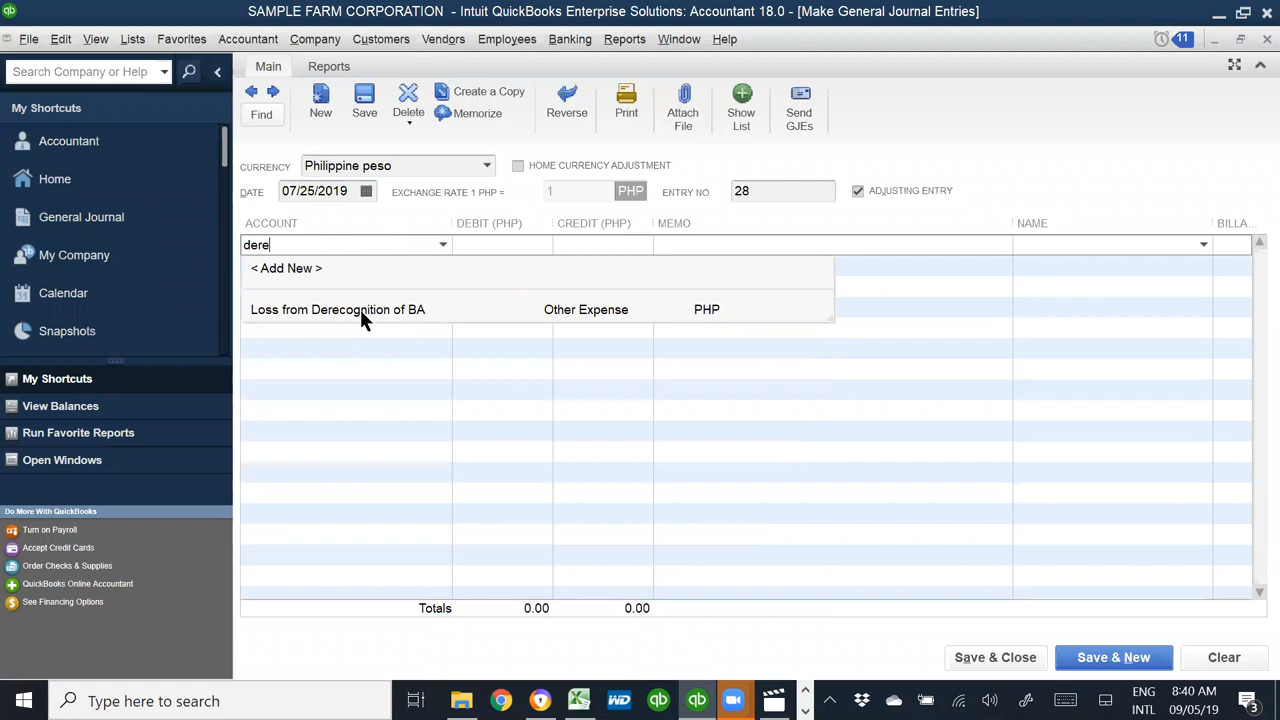 SAMPLE FARM CORPORATION - Intuit QuickBooks Enterprise Solutions: Accountant 18.0 - [Make General Journal Entries]
File Edit View Lists Favorites Accountant Company Customers Vendors Employees Banking Reports Window Help 11
Search Company or Help
My Shortcuts
Accountant
Home
General Journal
My Company
Calendar
31
Snapshots
My Shortcuts
View Balances
Run Favorite Reports
Open Windows
Do More With QuickBooks
Turn on Payroll
Accept Credit Cards
Order Checks & Supplies
QuickBooks Online Accountant
See Financing Options
Main Reports
Find
New
Save
Delete
Create a Copy
Memorize
Reverse
Print
Attach File
Show List
Send GJEs
CURRENCY Philippine peso HOME CURRENCY ADJUSTMENT
DATE 07/25/2019 EXCHANGE RATE 1 PHP = 1 PHP ENTRY NO. 28 ADJUSTING ENTRY
ACCOUNT DEBIT (PHP) CREDIT (PHP) MEMO NAME BILLA...
dere
< Add New >
Loss from Derecognition of BA Other Expense PHP
Totals 0.00 0.00
Save & Close Save & New Clear
Type here to search
WD
qb
qb
ENG
INTL
8:40 AM
09/05/19
3